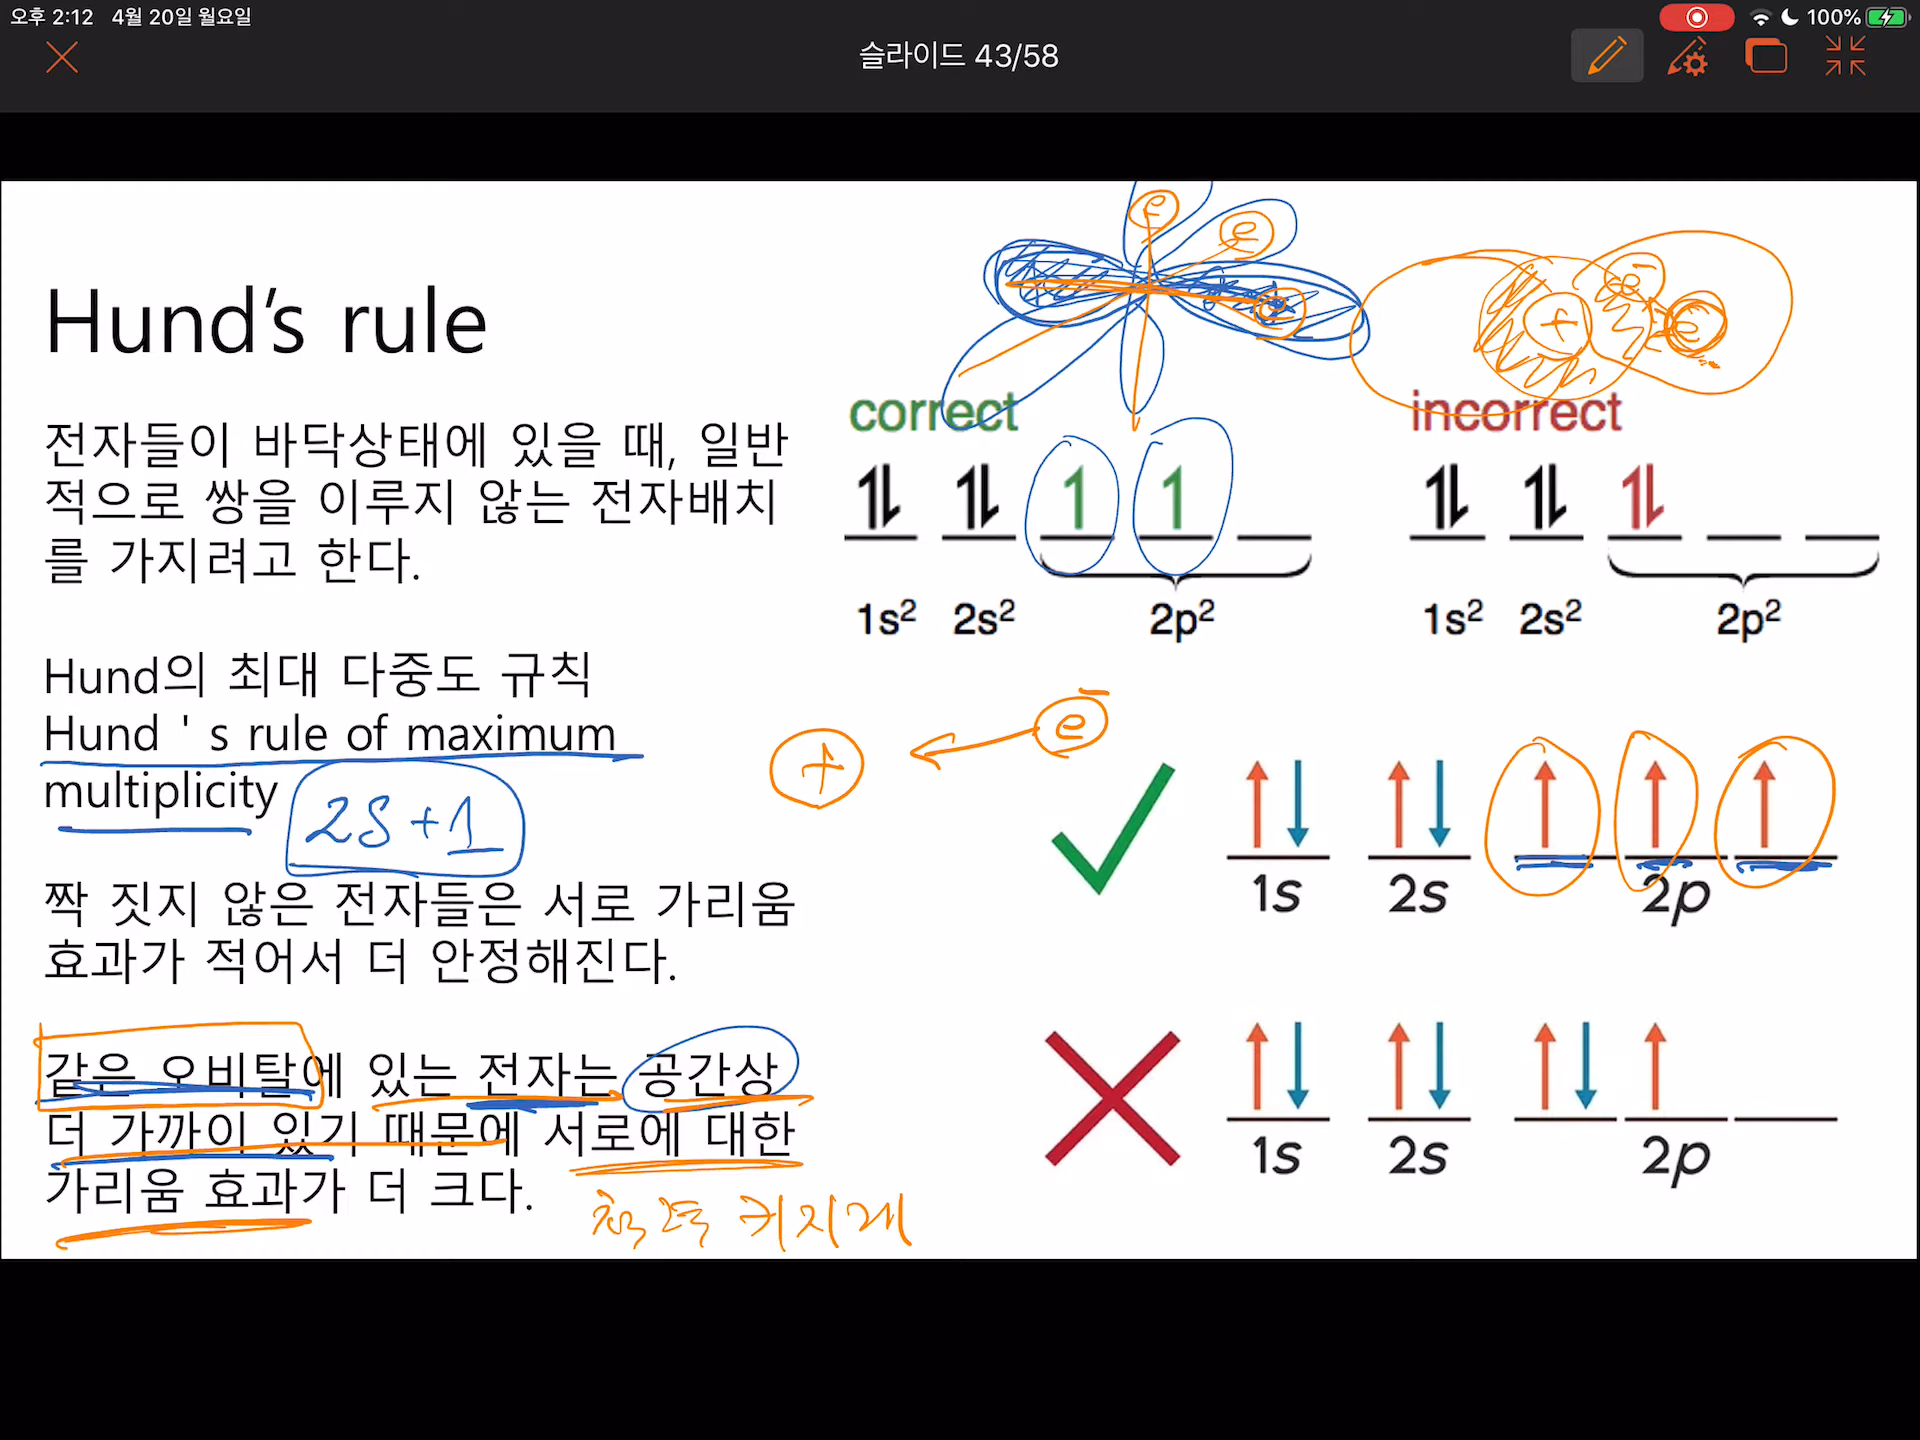 오후 2:12 4월 20일 월요일
100%
슬라이드 43/58
Hund's rule
전자들이 바닥상태에 있을 때, 일반
적으로 쌍을 이루지 않는 전자배치
를 가지려고 한다.
Hund의 최대 다중도 규칙
Hund ' s rule of maximum
multiplicity
2S+1
짝 짓지 않은 전자들은 서로 가리움
효과가 적어서 더 안정해진다.
같은 오비탈에 있는 전자는 공간상
더 가까이 있기 때문에 서로에 대한
가리움 효과가 더 크다.
e
e
e
+
e
e
correct
1s² 2s² 2p²
incorrect
1s² 2s² 2p²
+
e⁻
1s 2s 2p
1s 2s 2p